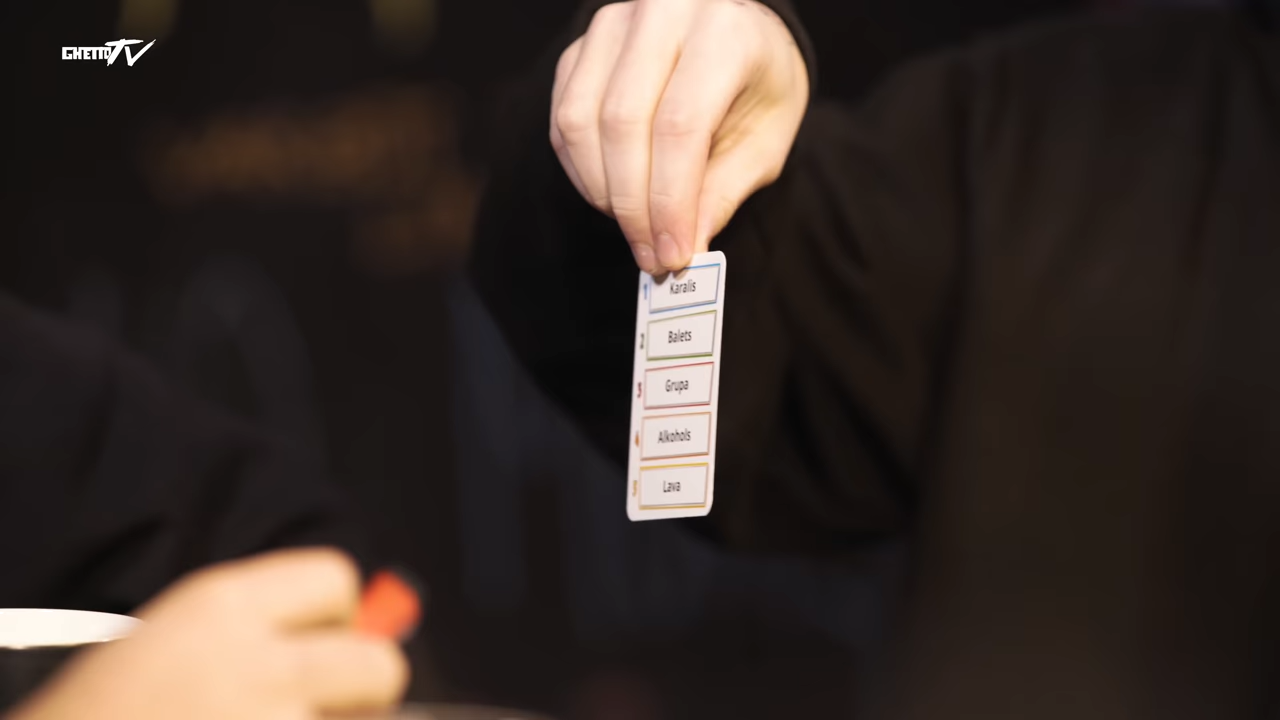 GHETTO TV
1 Karalis
2 Balets
3 Grupa
4 Alkohols
5 Lava